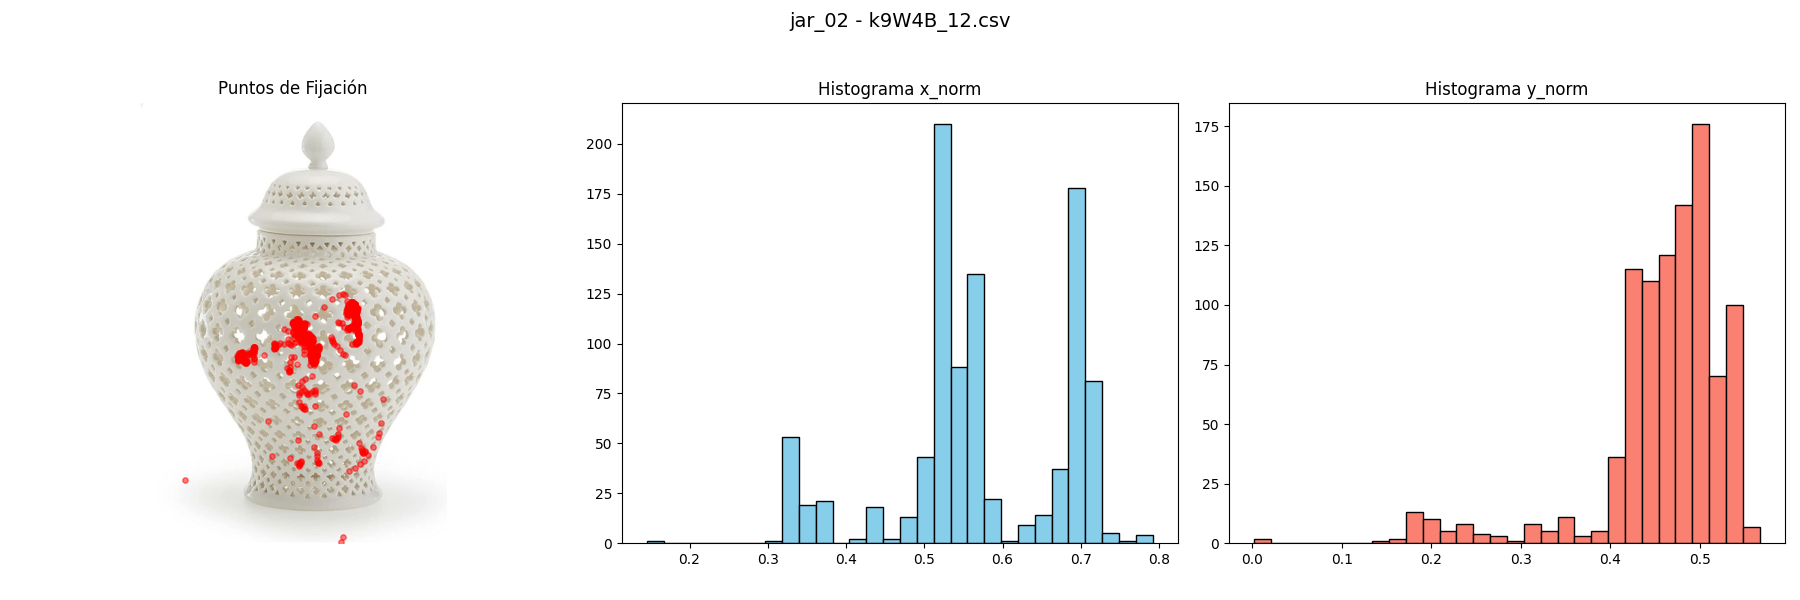 jar_02 - k9W4B_12.csv
Puntos de Fijación
Histograma x_norm
200
175
150
125
100
75
50
25
0
0.2 0.3 0.4 0.5 0.6 0.7 0.8
Histograma y_norm
175
150
125
100
75
50
25
0
0.0 0.1 0.2 0.3 0.4 0.5